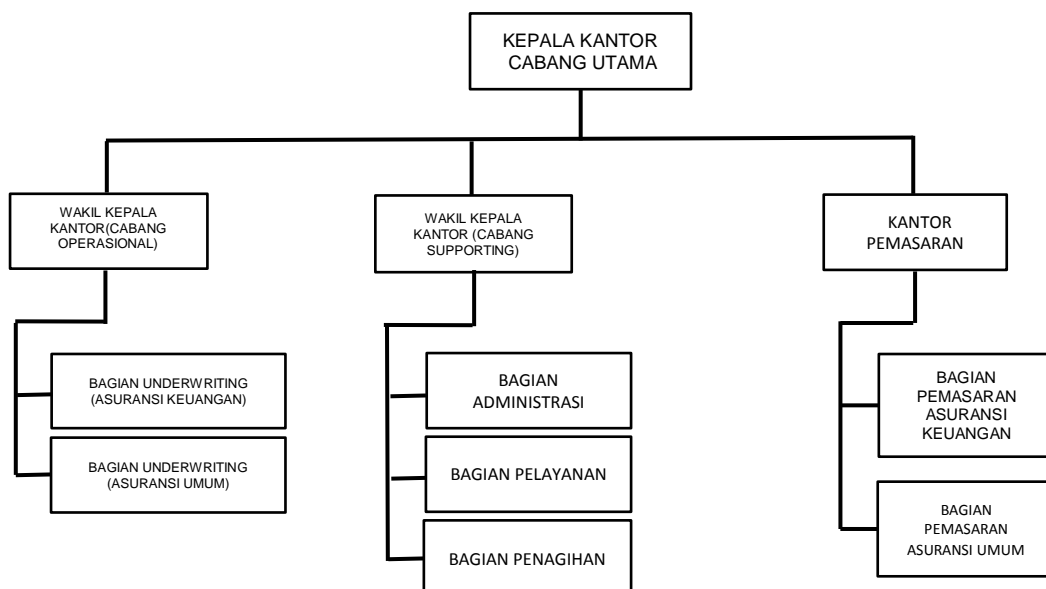 KEPALA KANTOR
CABANG UTAMA
WAKIL KEPALA
KANTOR(CABANG
OPERASIONAL)
WAKIL KEPALA
KANTOR (CABANG
SUPPORTING)
KANTOR
PEMASARAN
BAGIAN UNDERWRITING
(ASURANSI KEUANGAN)
BAGIAN UNDERWRITING
(ASURANSI UMUM)
BAGIAN
ADMINISTRASI
BAGIAN PELAYANAN
BAGIAN PENAGIHAN
BAGIAN
PEMASARAN
ASURANSI
KEUANGAN
BAGIAN
PEMASARAN
ASURANSI UMUM